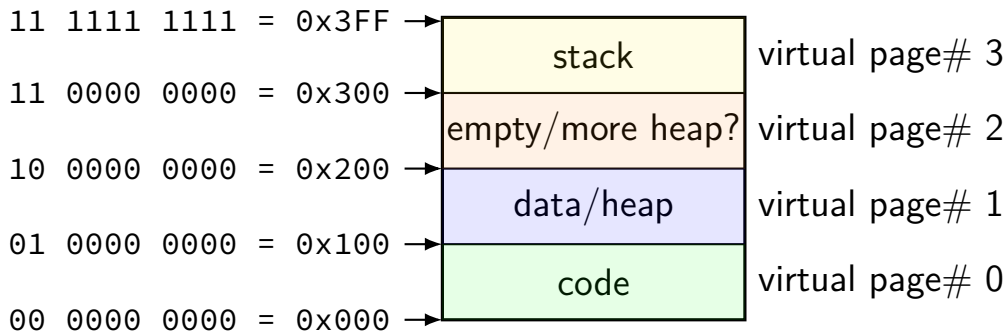 11 1111 1111 = 0x3FF
stack
virtual page# 3
11 0000 0000 = 0x300
empty/more heap?
virtual page# 2
10 0000 0000 = 0x200
data/heap
virtual page# 1
01 0000 0000 = 0x100
code
virtual page# 0
00 0000 0000 = 0x000